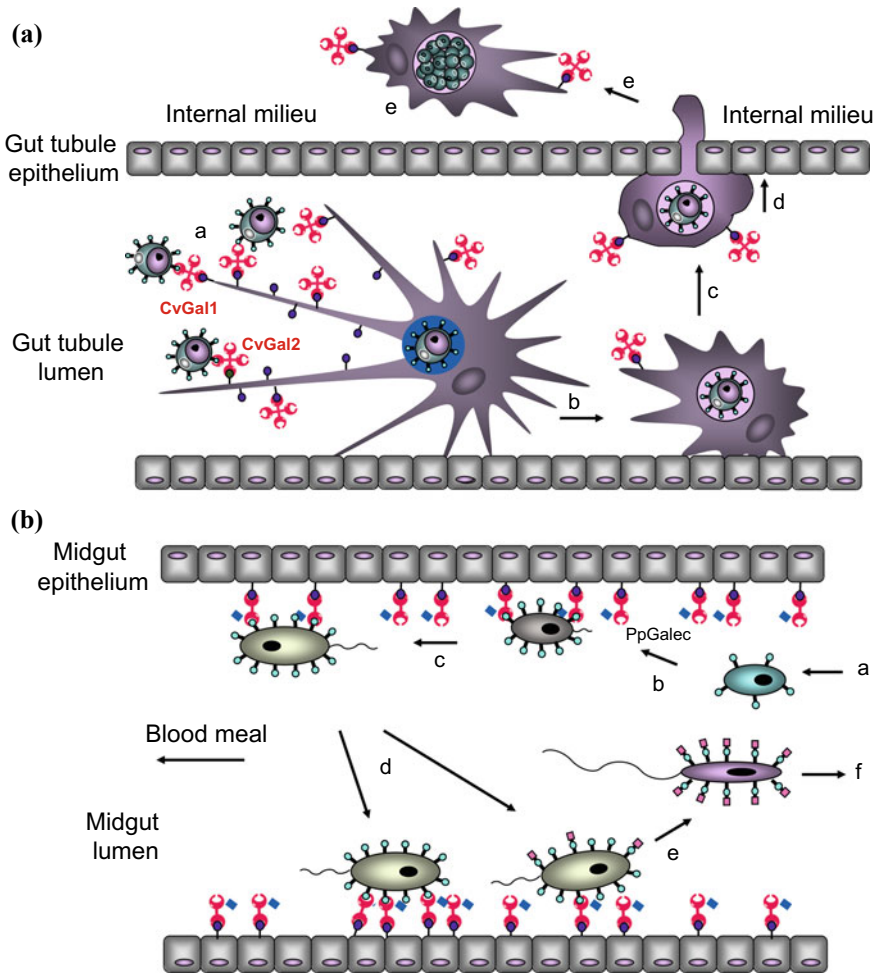 (a)
e
e
Internal milieu
Internal milieu
Gut tubule
epithelium
d
a
CvGal1
c
CvGal2
Gut tubule
lumen
b
(b)
Midgut
epithelium
PpGalec
c
b
a
Blood meal
d
f
Midgut
lumen
e